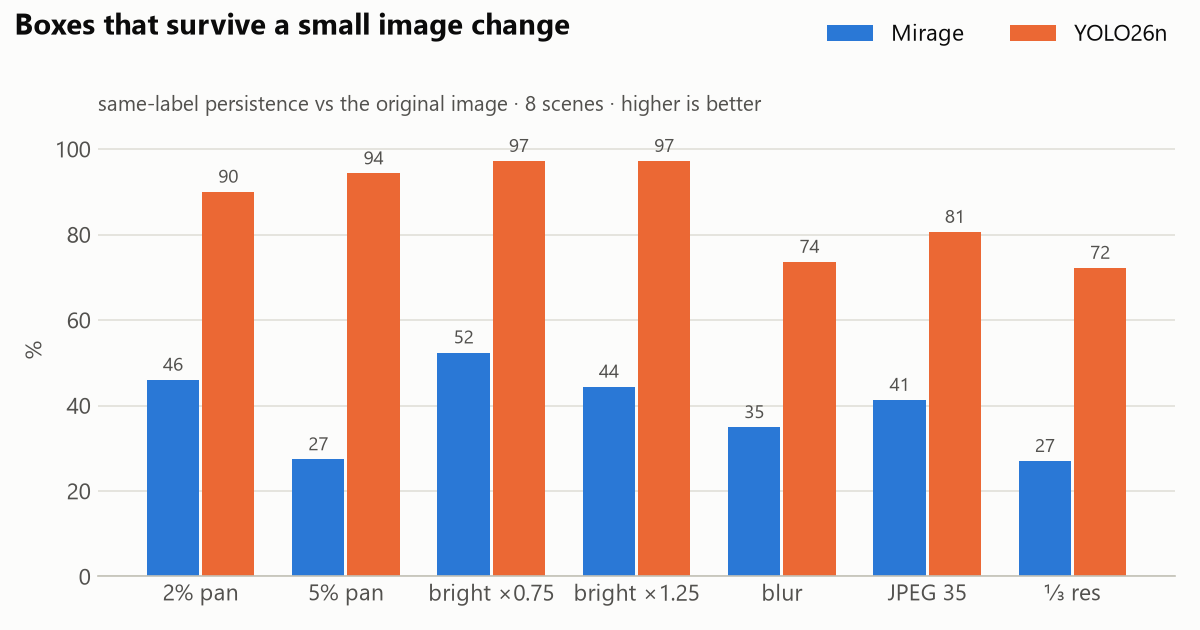 Boxes that survive a small image change
Mirage
YOLO26n
same-label persistence vs the original image · 8 scenes · higher is better
%
100
80
60
40
20
0
46
90
27
94
52
97
44
97
35
74
41
81
27
72
2% pan
5% pan
bright ×0.75
bright ×1.25
blur
JPEG 35
⅓ res